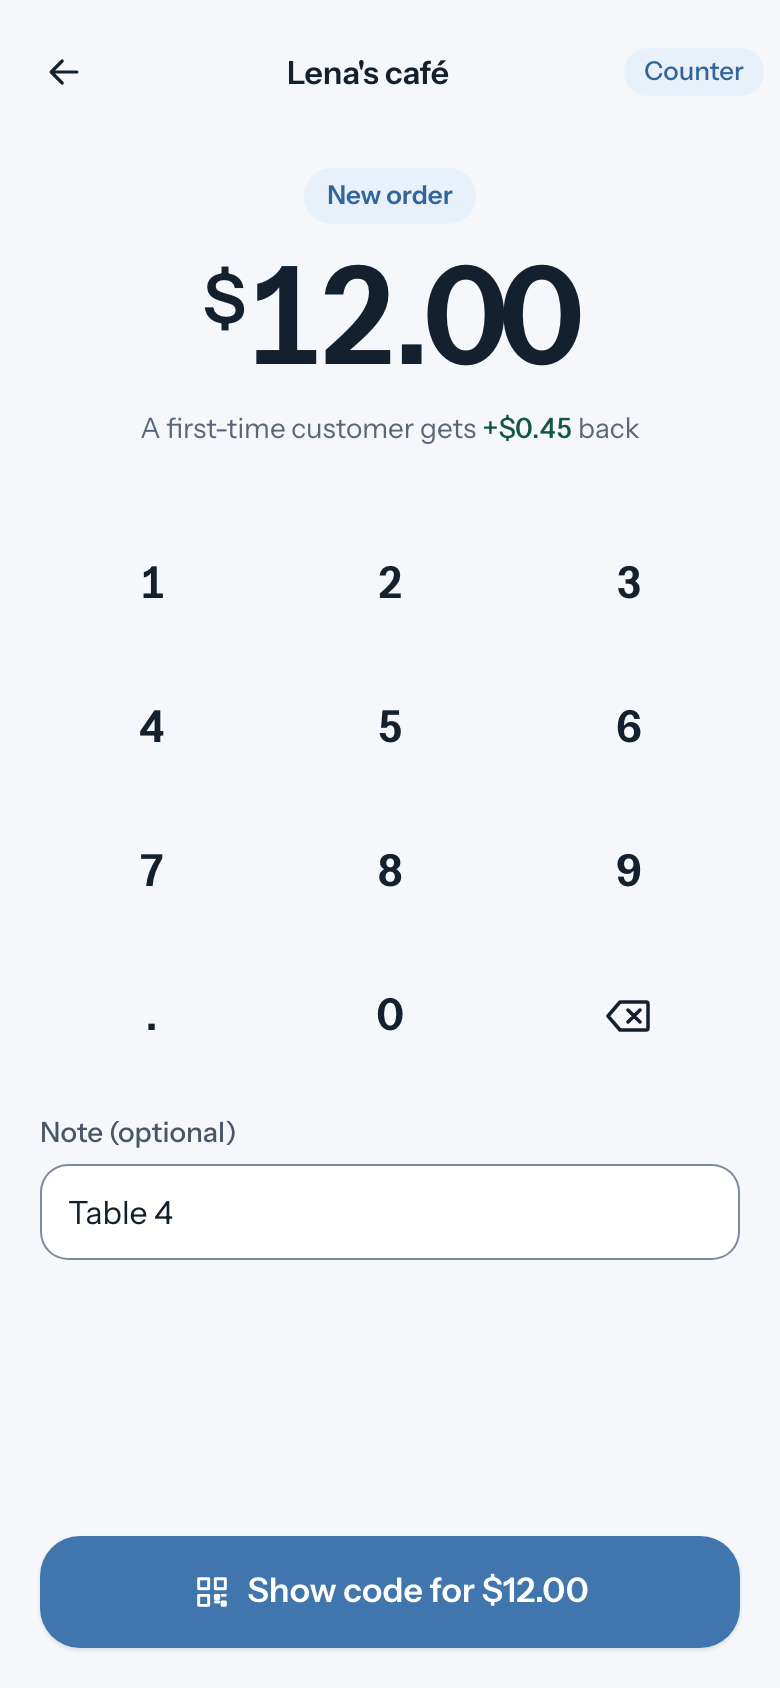 Lena's café
Counter
New order
$12.00
A first-time customer gets +$0.45 back
1 2 3
4 5 6
7 8 9
. 0
Note (optional)
Table 4
Show code for $12.00